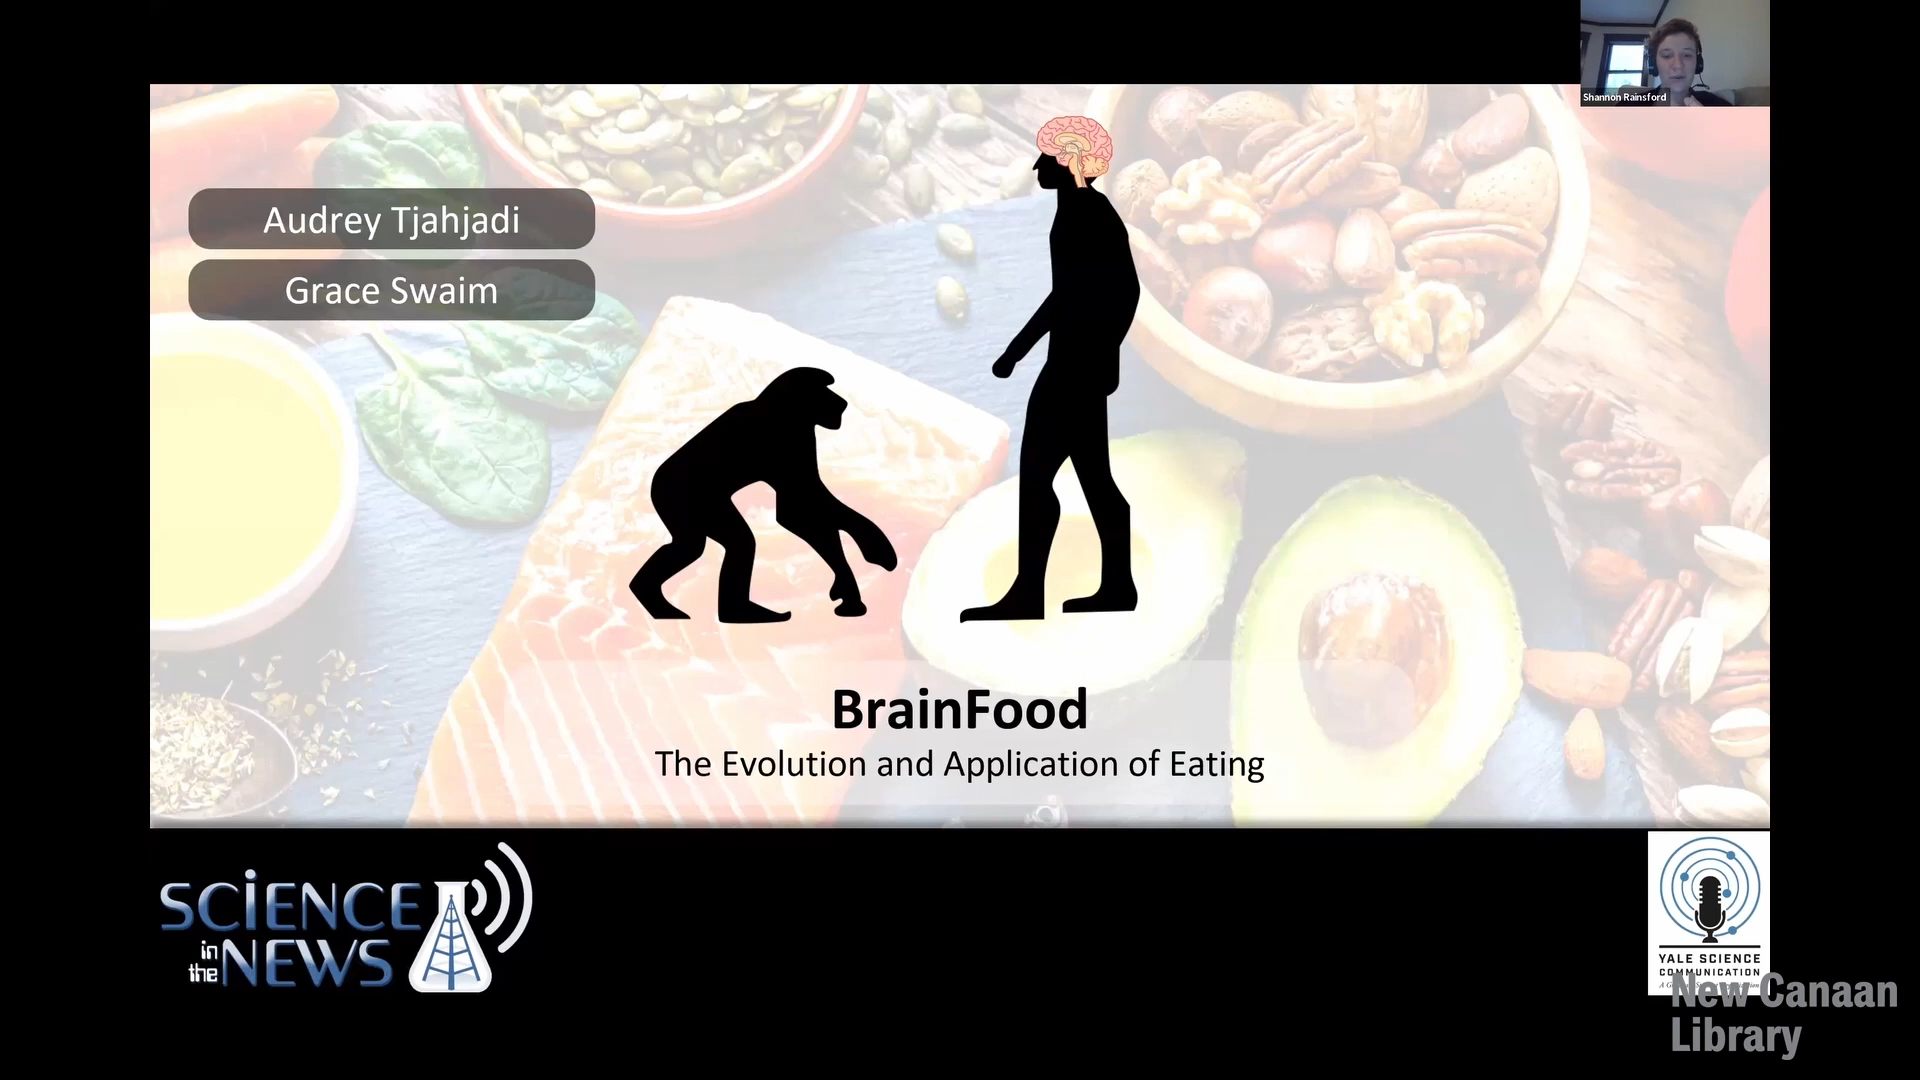 Shannon Rainsford
Audrey Tjahjadi
Grace Swaim
BrainFood
The Evolution and Application of Eating
SCiENCE
in
the NEWS
YALE SCIENCE
COMMUNICATION
New Canaan
Library